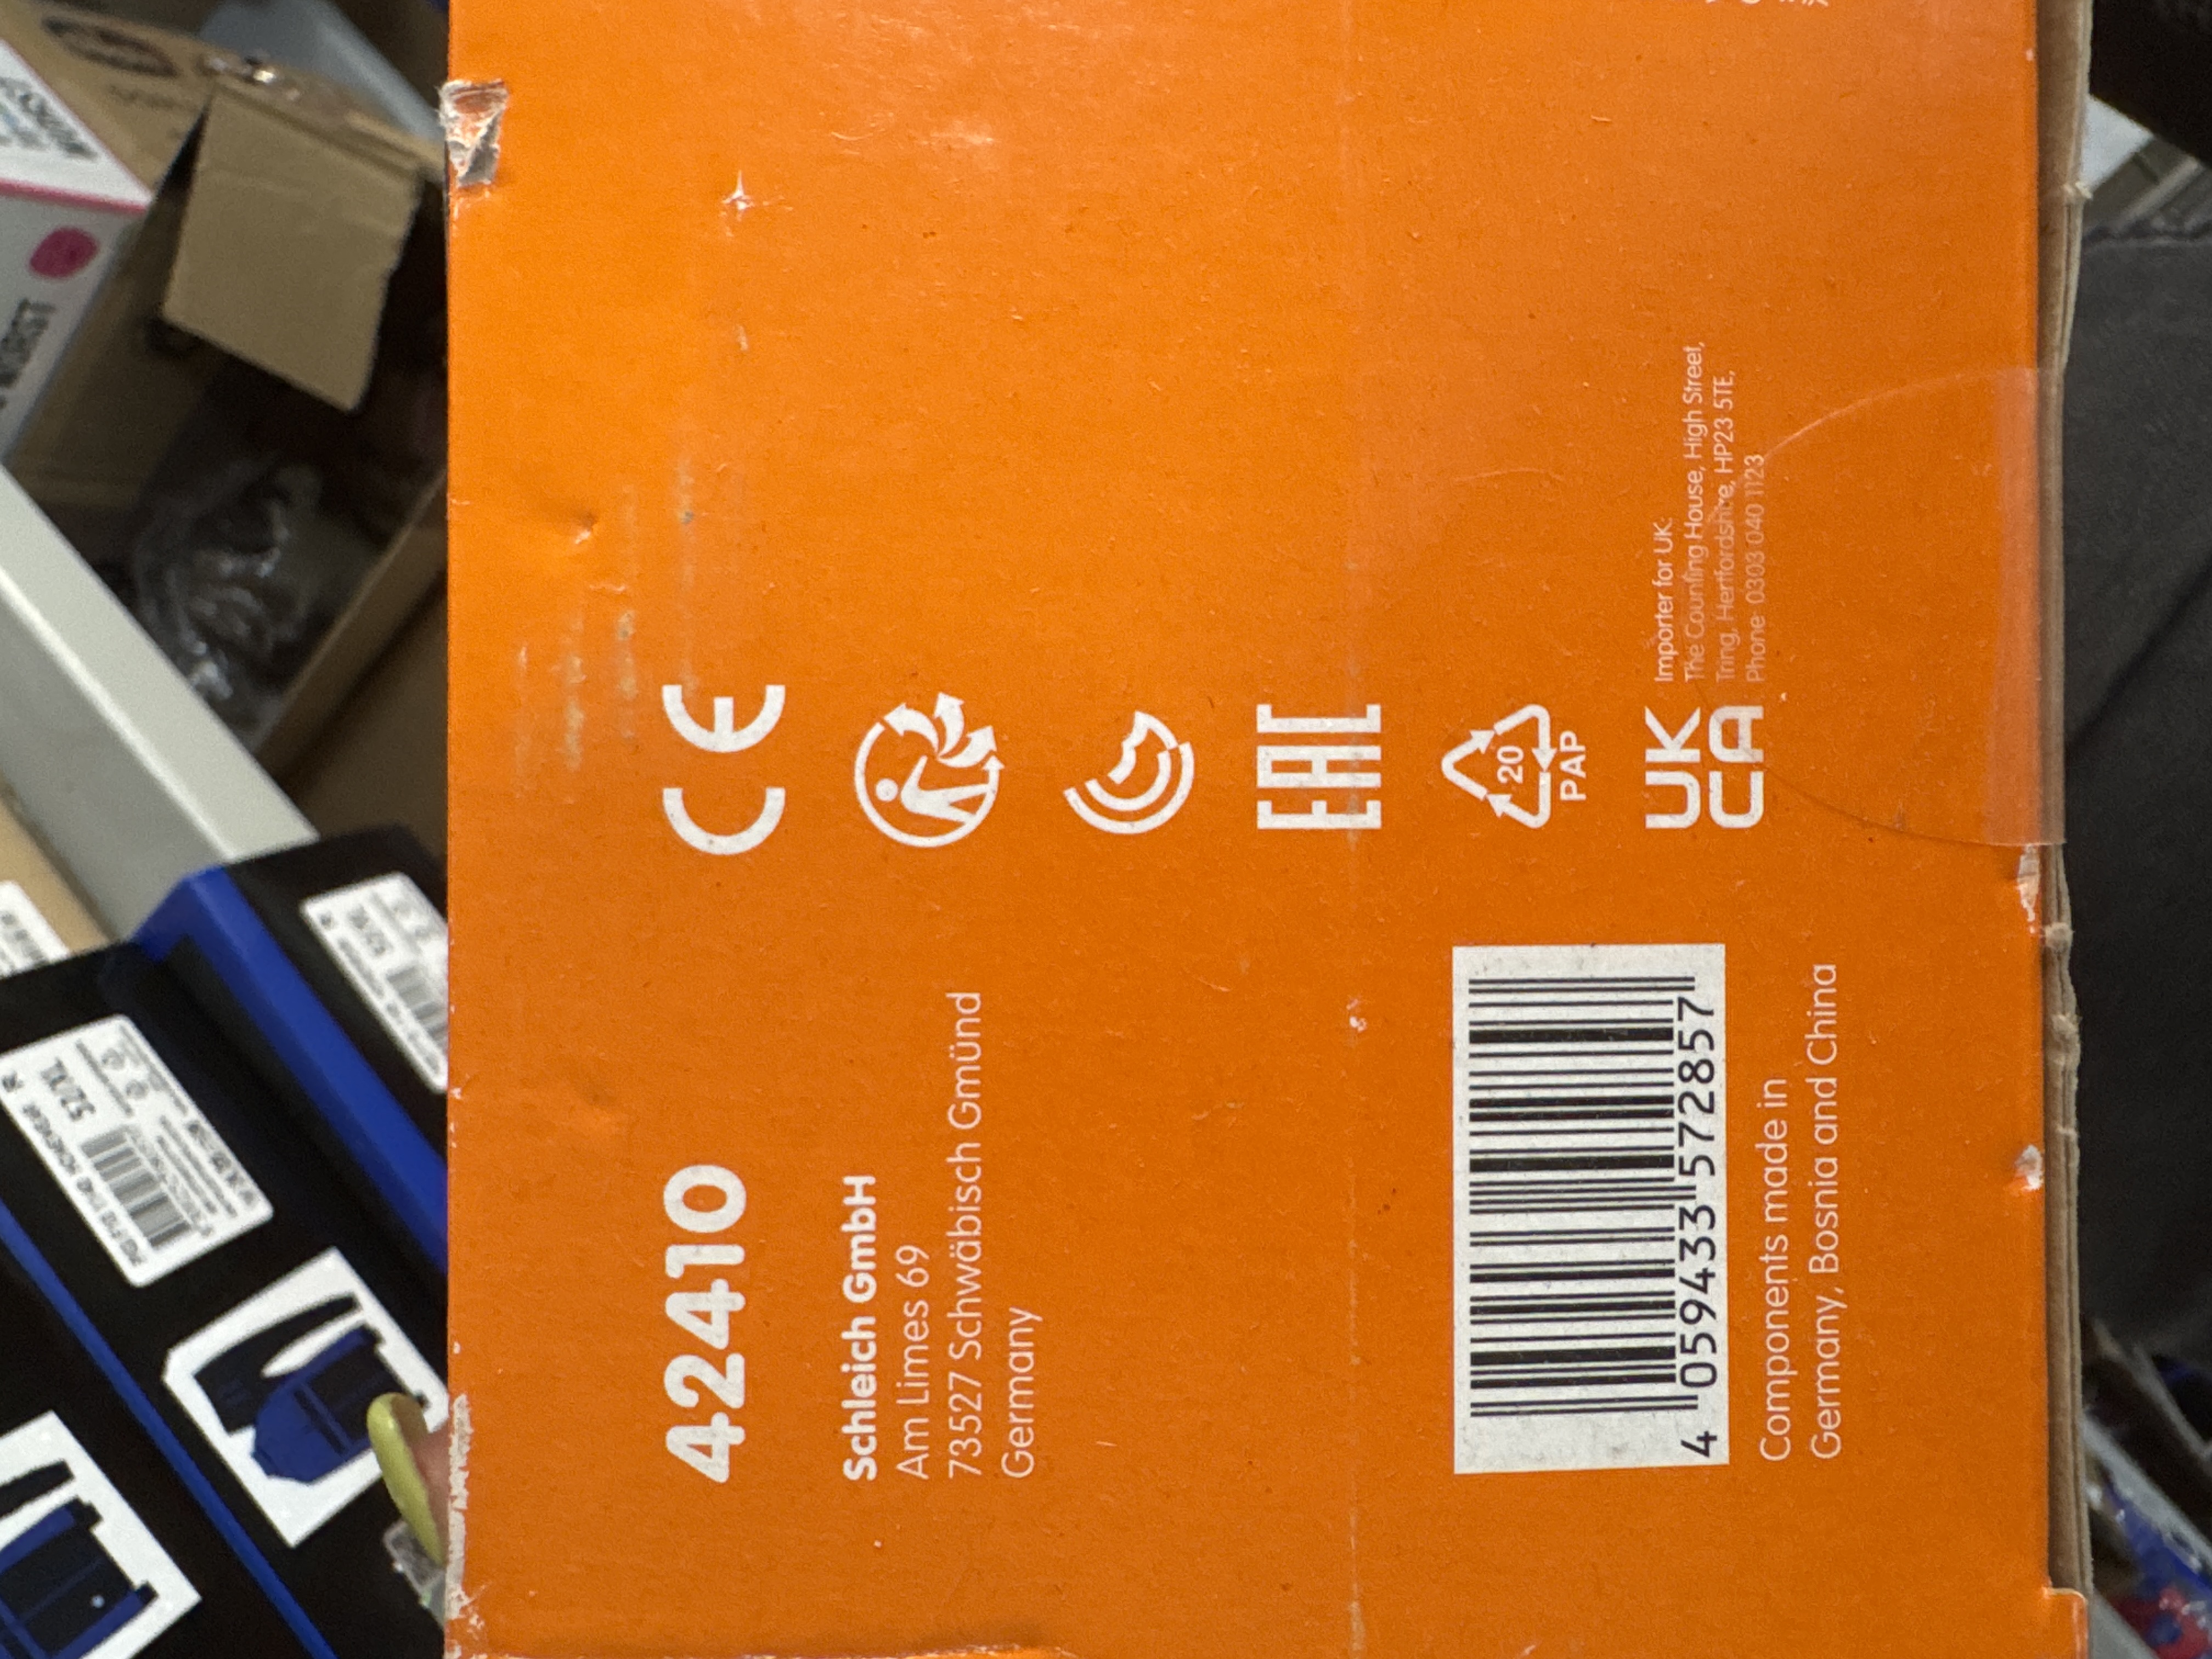 42410
Schleich GmbH
Am Limes 69
73527 Schwäbisch Gmünd
Germany
4 059433 572857
Components made in
Germany, Bosnia and China
CE
EAC
20
PAP
UK
CA
Importer for UK:
The Counting House, High Street,
Tring, Hertfordshire, HP23 5TE,
Phone: 0303 040 1123
52/XL